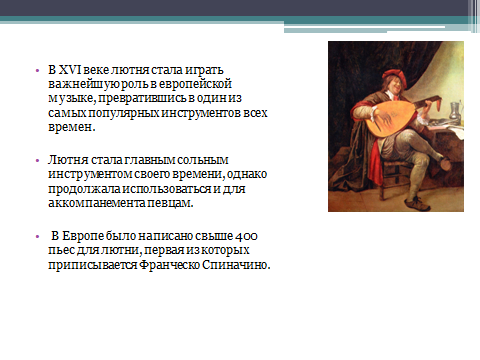 В XVI веке лютня стала играть
важнейшую роль в европейской
музыке, превратившись в один из
самых популярных инструментов всех
времен.
Лютня стала главным сольным
инструментом своего времени, однако
продолжала использоваться и для
аккомпанемента певцам.
В Европе было написано свыше 400
пьес для лютни, первая из которых
приписывается Франческо Спиначино.